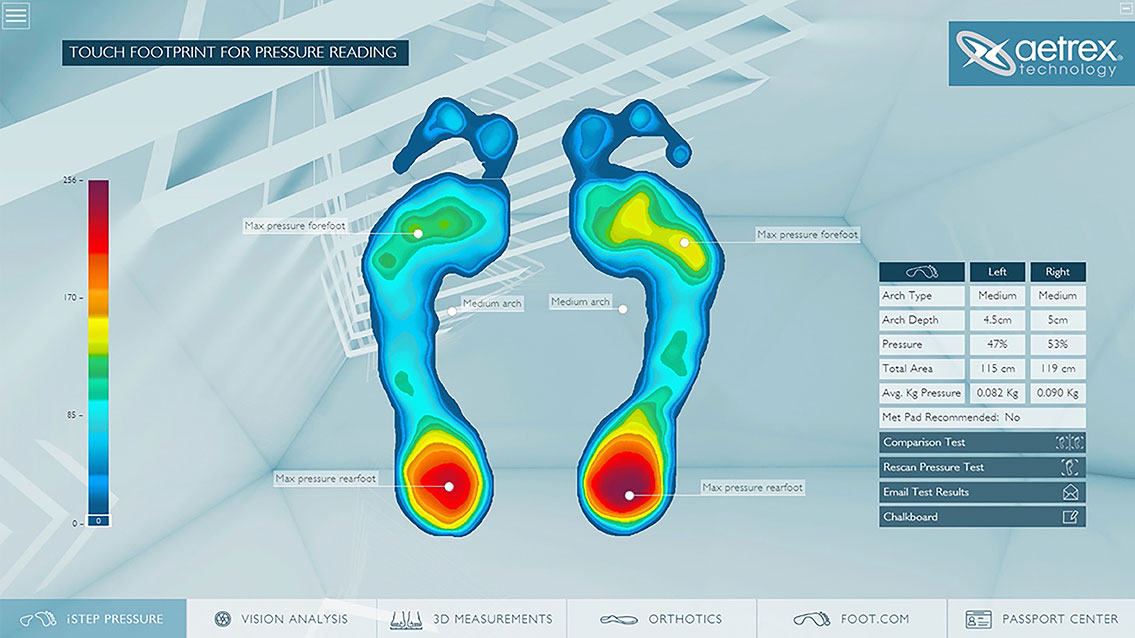 TOUCH FOOTPRINT FOR PRESSURE READING
aetrex®
technology
256
170
85
0
0
Max pressure forefoot
Max pressure forefoot
Medium arch
Medium arch
Max pressure rearfoot
Max pressure rearfoot
Left Right
Arch Type Medium Medium
Arch Depth 4.5cm 5cm
Pressure 47% 53%
Total Area 115 cm 119 cm
Avg. Kg Pressure 0.082 Kg 0.090 Kg
Met Pad Recommended: No
Comparison Test
Rescan Pressure Test
Email Test Results
Chalkboard
iSTEP PRESSURE VISION ANALYSIS 3D MEASUREMENTS ORTHOTICS FOOT.COM PASSPORT CENTER